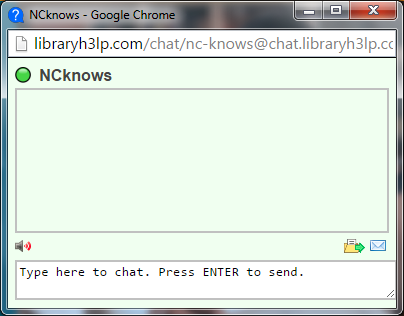 NCknows - Google Chrome
libraryh3lp.com/chat/nc-knows@chat.libraryh3lp.co
NCknows
Type here to chat. Press ENTER to send.